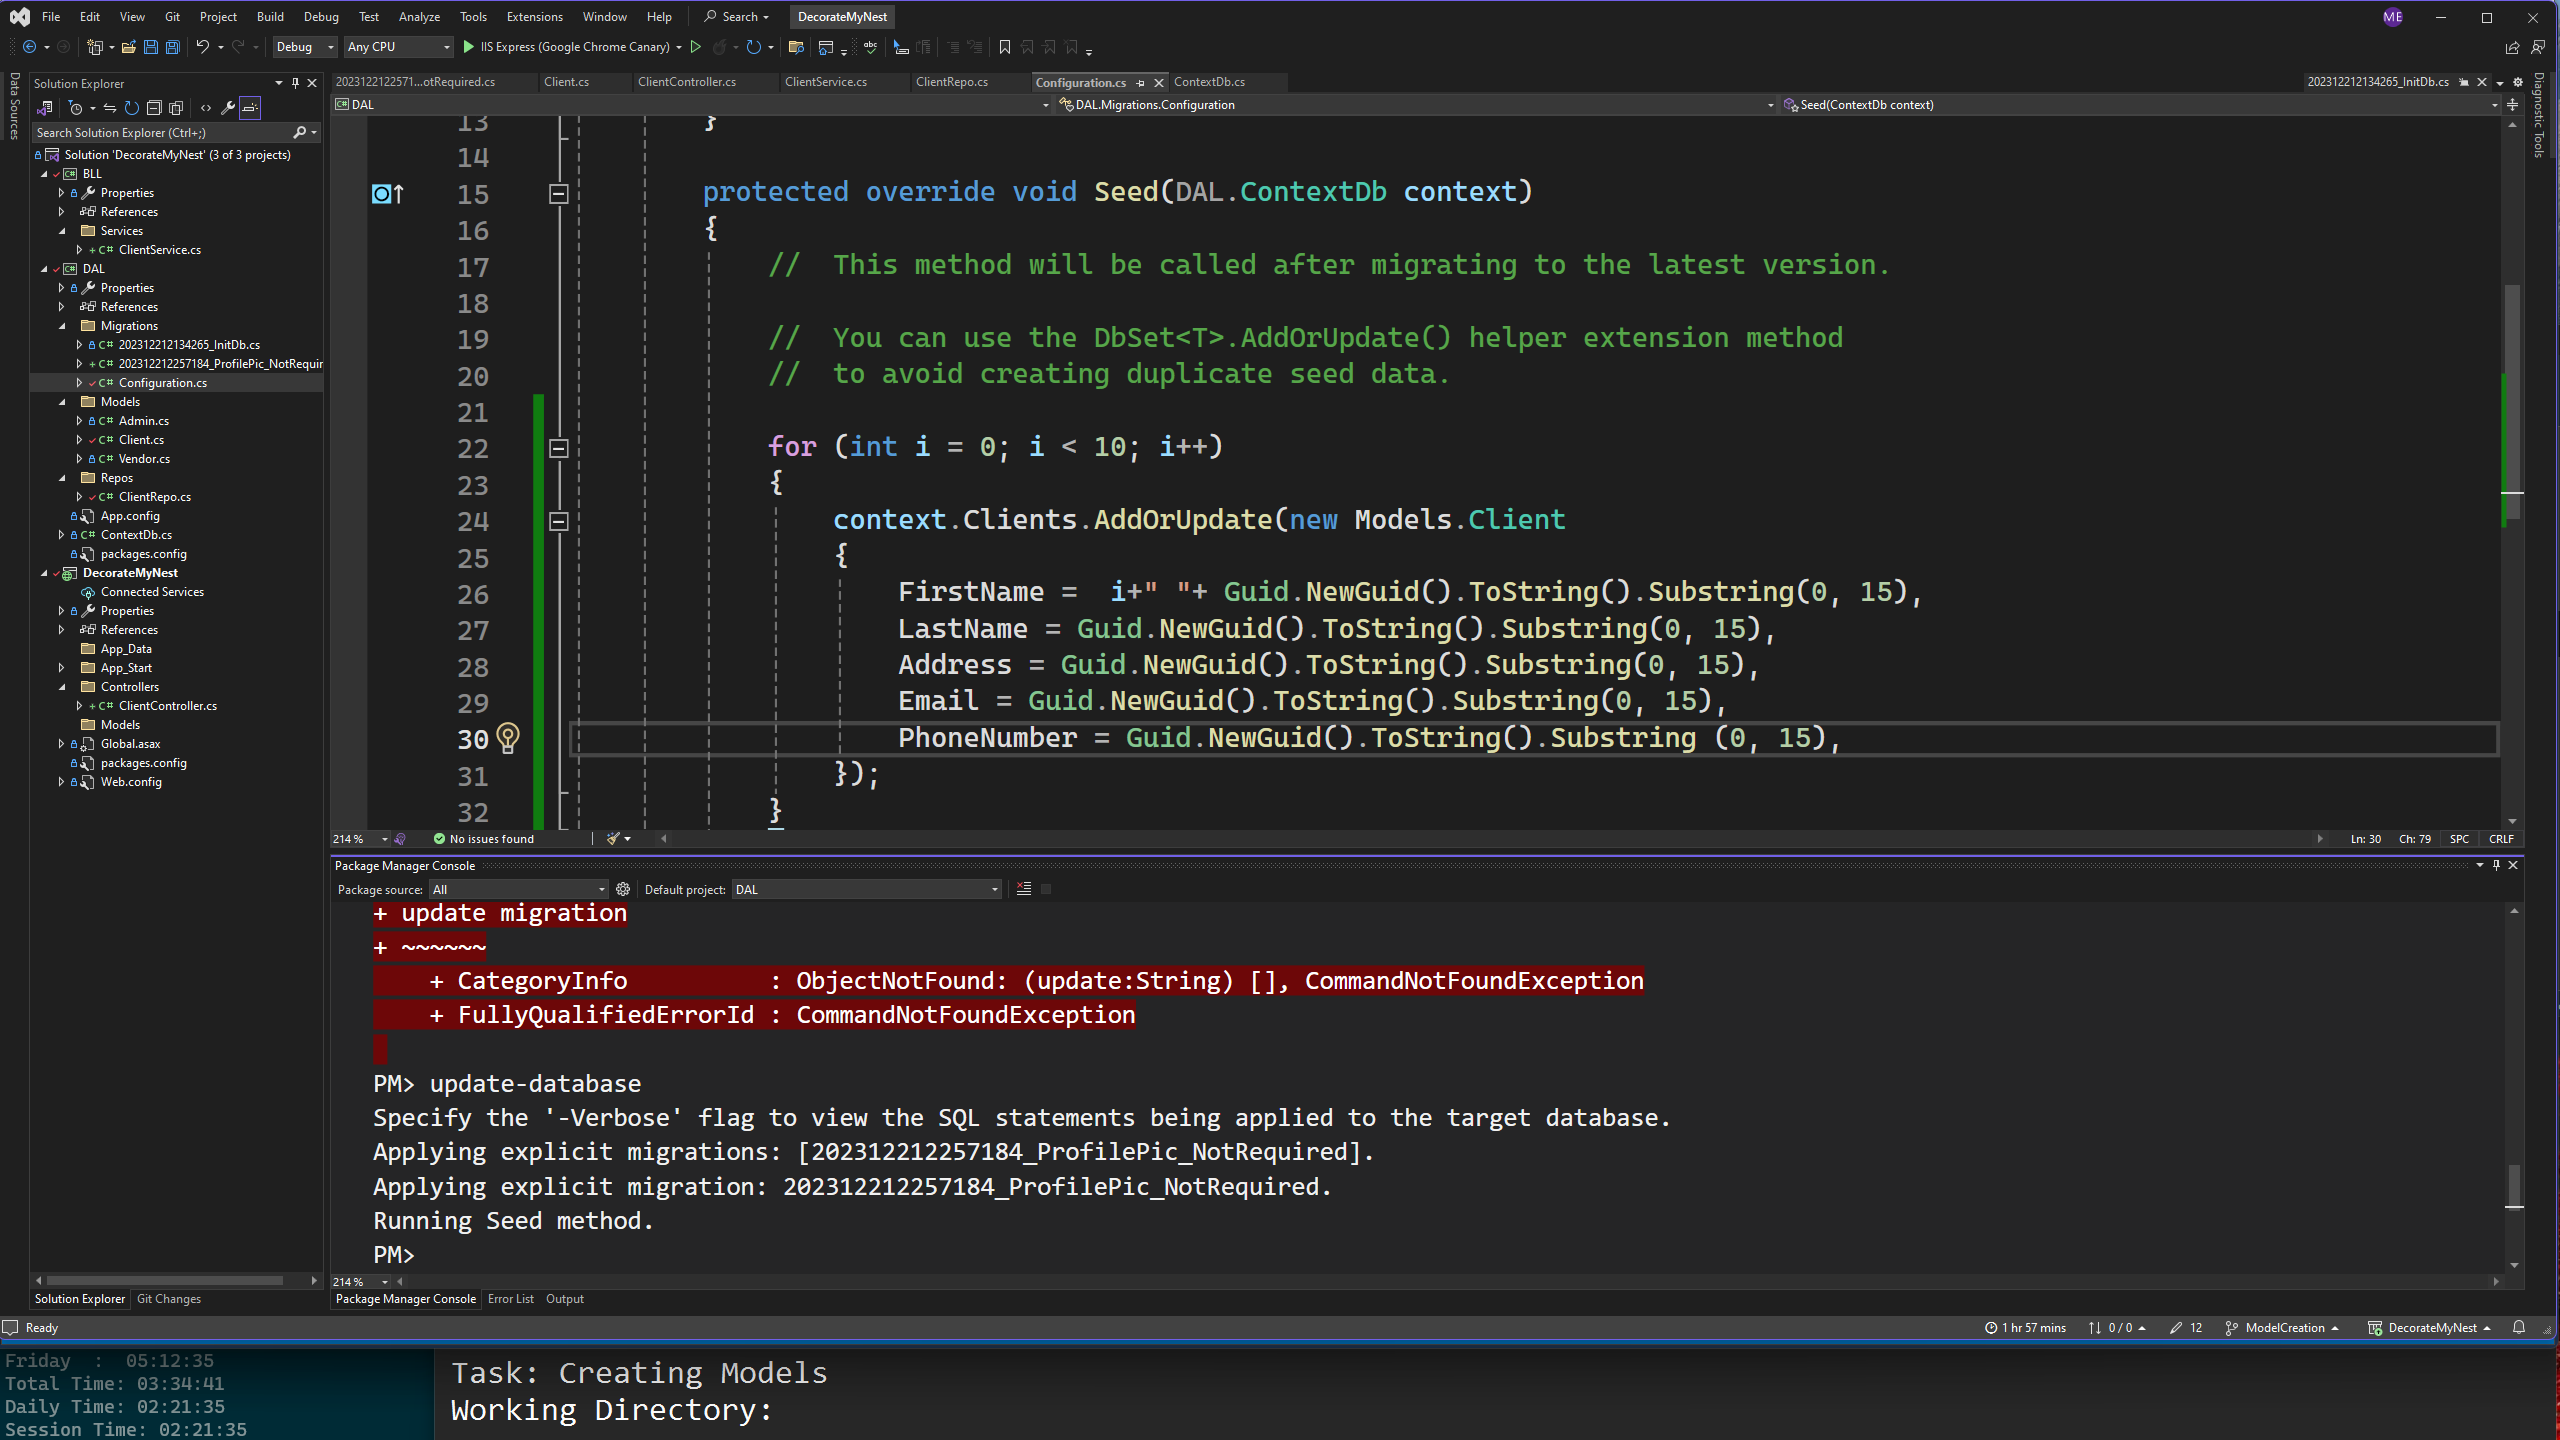 File Edit View Git Project Build Debug Test Analyze Tools Extensions Window Help Search DecorateMyNest ME
Debug Any CPU IIS Express (Google Chrome Canary)
Data Sources
Solution Explorer
Search Solution Explorer (Ctrl+;)
Solution 'DecorateMyNest' (3 of 3 projects)
BLL
Properties
References
Services
C# ClientService.cs
DAL
Properties
References
Migrations
C# 202312212134265_InitDb.cs
C# 202312212257184_ProfilePic_NotRequir
C# Configuration.cs
Models
C# Admin.cs
C# Client.cs
C# Vendor.cs
Repos
C# ClientRepo.cs
App.config
C# ContextDb.cs
packages.config
DecorateMyNest
Connected Services
Properties
References
App_Data
App_Start
Controllers
C# ClientController.cs
Models
Global.asax
packages.config
Web.config
Solution Explorer Git Changes
2023122122571...otRequired.cs Client.cs ClientController.cs ClientService.cs ClientRepo.cs Configuration.cs ContextDb.cs 202312212134265_InitDb.cs
DAL DAL.Migrations.Configuration Seed(ContextDb context)
Diagnostic Tools
13 }
14
15 protected override void Seed(DAL.ContextDb context)
16 {
17 // This method will be called after migrating to the latest version.
18
19 // You can use the DbSet<T>.AddOrUpdate() helper extension method
20 // to avoid creating duplicate seed data.
21
22 for (int i = 0; i < 10; i++)
23 {
24 context.Clients.AddOrUpdate(new Models.Client
25 {
26 FirstName =  i+" "+ Guid.NewGuid().ToString().Substring(0, 15),
27 LastName = Guid.NewGuid().ToString().Substring(0, 15),
28 Address = Guid.NewGuid().ToString().Substring(0, 15),
29 Email = Guid.NewGuid().ToString().Substring(0, 15),
30 PhoneNumber = Guid.NewGuid().ToString().Substring (0, 15),
31 });
32 }
214 % No issues found Ln: 30 Ch: 79 SPC CRLF
Package Manager Console
Package source: All Default project: DAL
+ update migration
+ ~~~~~~
+ CategoryInfo          : ObjectNotFound: (update:String) [], CommandNotFoundException
+ FullyQualifiedErrorId : CommandNotFoundException
PM> update-database
Specify the '-Verbose' flag to view the SQL statements being applied to the target database.
Applying explicit migrations: [202312212257184_ProfilePic_NotRequired].
Applying explicit migration: 202312212257184_ProfilePic_NotRequired.
Running Seed method.
PM>
214 %
Package Manager Console Error List Output
Ready 1 hr 57 mins 0 / 0 12 ModelCreation DecorateMyNest
Friday  :  05:12:35
Total Time: 03:34:41
Daily Time: 02:21:35
Session Time: 02:21:35
Task: Creating Models
Working Directory: